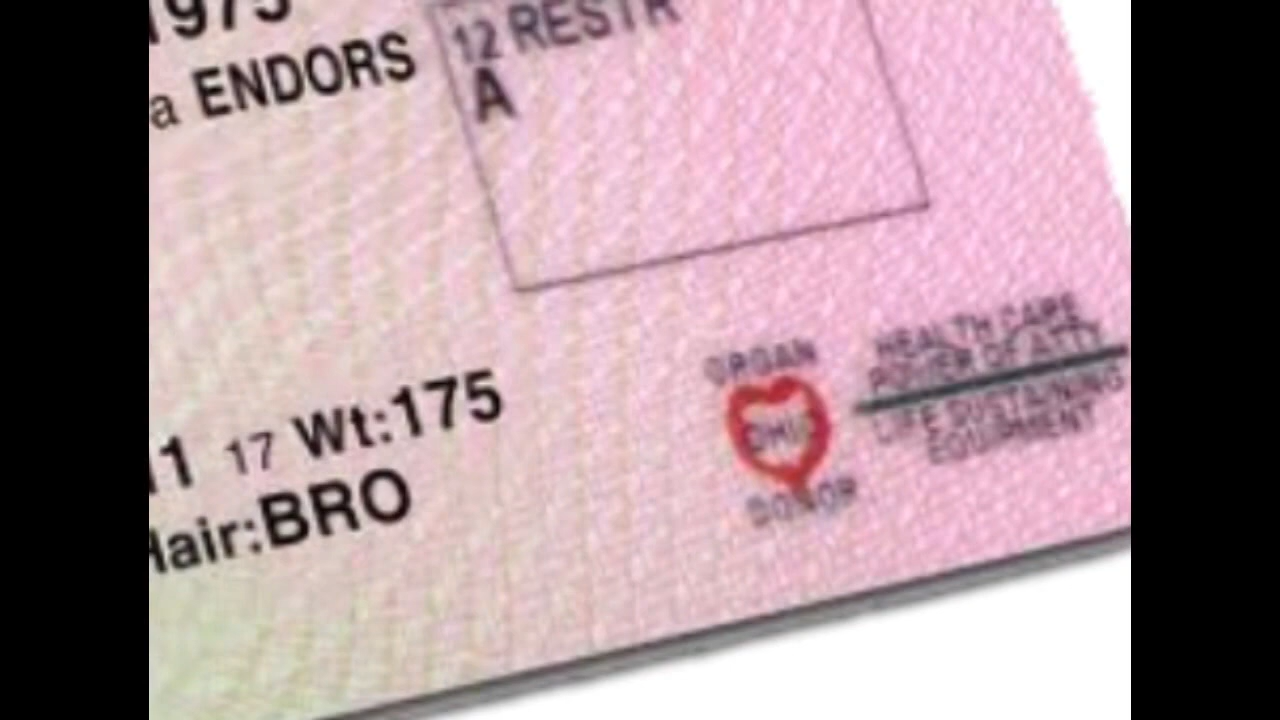 1975
a ENDORS
12 RESTR
A
11 17 Wt:175
Hair:BRO
ORGAN
OHIO
DONOR
HEALTH CARE
POWER OF ATTY
LIFE SUSTAINING
EQUIPMENT